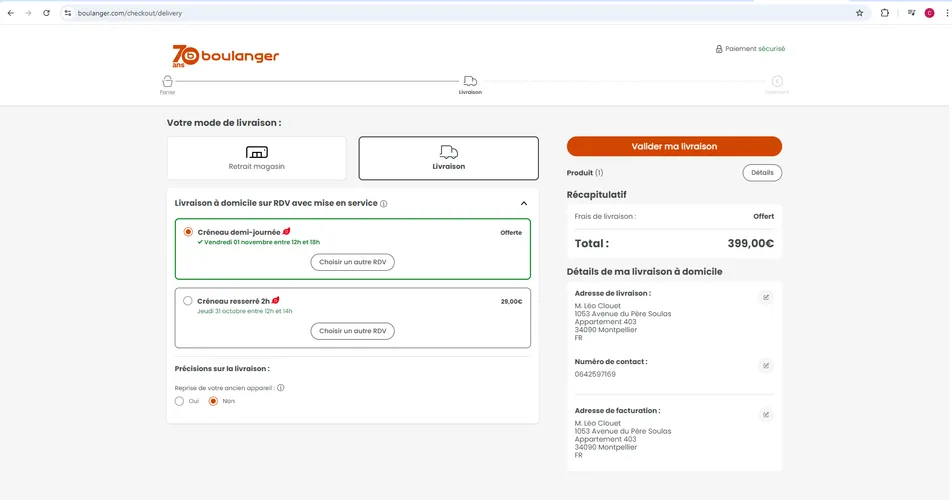 boulanger.com/checkout/delivery
C
70
ans
boulanger
Paiement sécurisé
Panier
Livraison
Paiement
Votre mode de livraison :
Retrait magasin
Livraison
Livraison à domicile sur RDV avec mise en service
Créneau demi-journée
Offerte
Vendredi 01 novembre entre 12h et 18h
Choisir un autre RDV
Créneau resserré 2h
29,00€
Jeudi 31 octobre entre 12h et 14h
Choisir un autre RDV
Précisions sur la livraison :
Reprise de votre ancien appareil :
Oui
Non
Valider ma livraison
Produit (1)
Détails
Récapitulatif
Frais de livraison :
Offert
Total :
399,00€
Détails de ma livraison à domicile
Adresse de livraison :
M. Léo Clouet
1053 Avenue du Père Soulas
Appartement 403
34090 Montpellier
FR
Numéro de contact :
0642597169
Adresse de facturation :
M. Léo Clouet
1053 Avenue du Père Soulas
Appartement 403
34090 Montpellier
FR